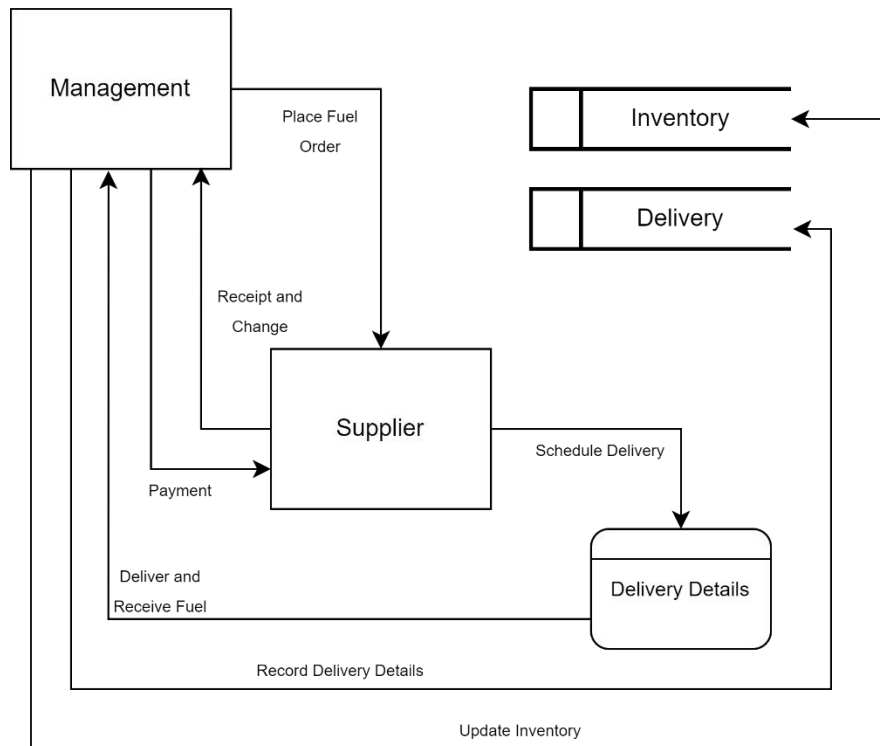 Management
Place Fuel
Order
Inventory
Delivery
Receipt and
Change
Supplier
Schedule Delivery
Payment
Deliver and
Receive Fuel
Delivery Details
Record Delivery Details
Update Inventory